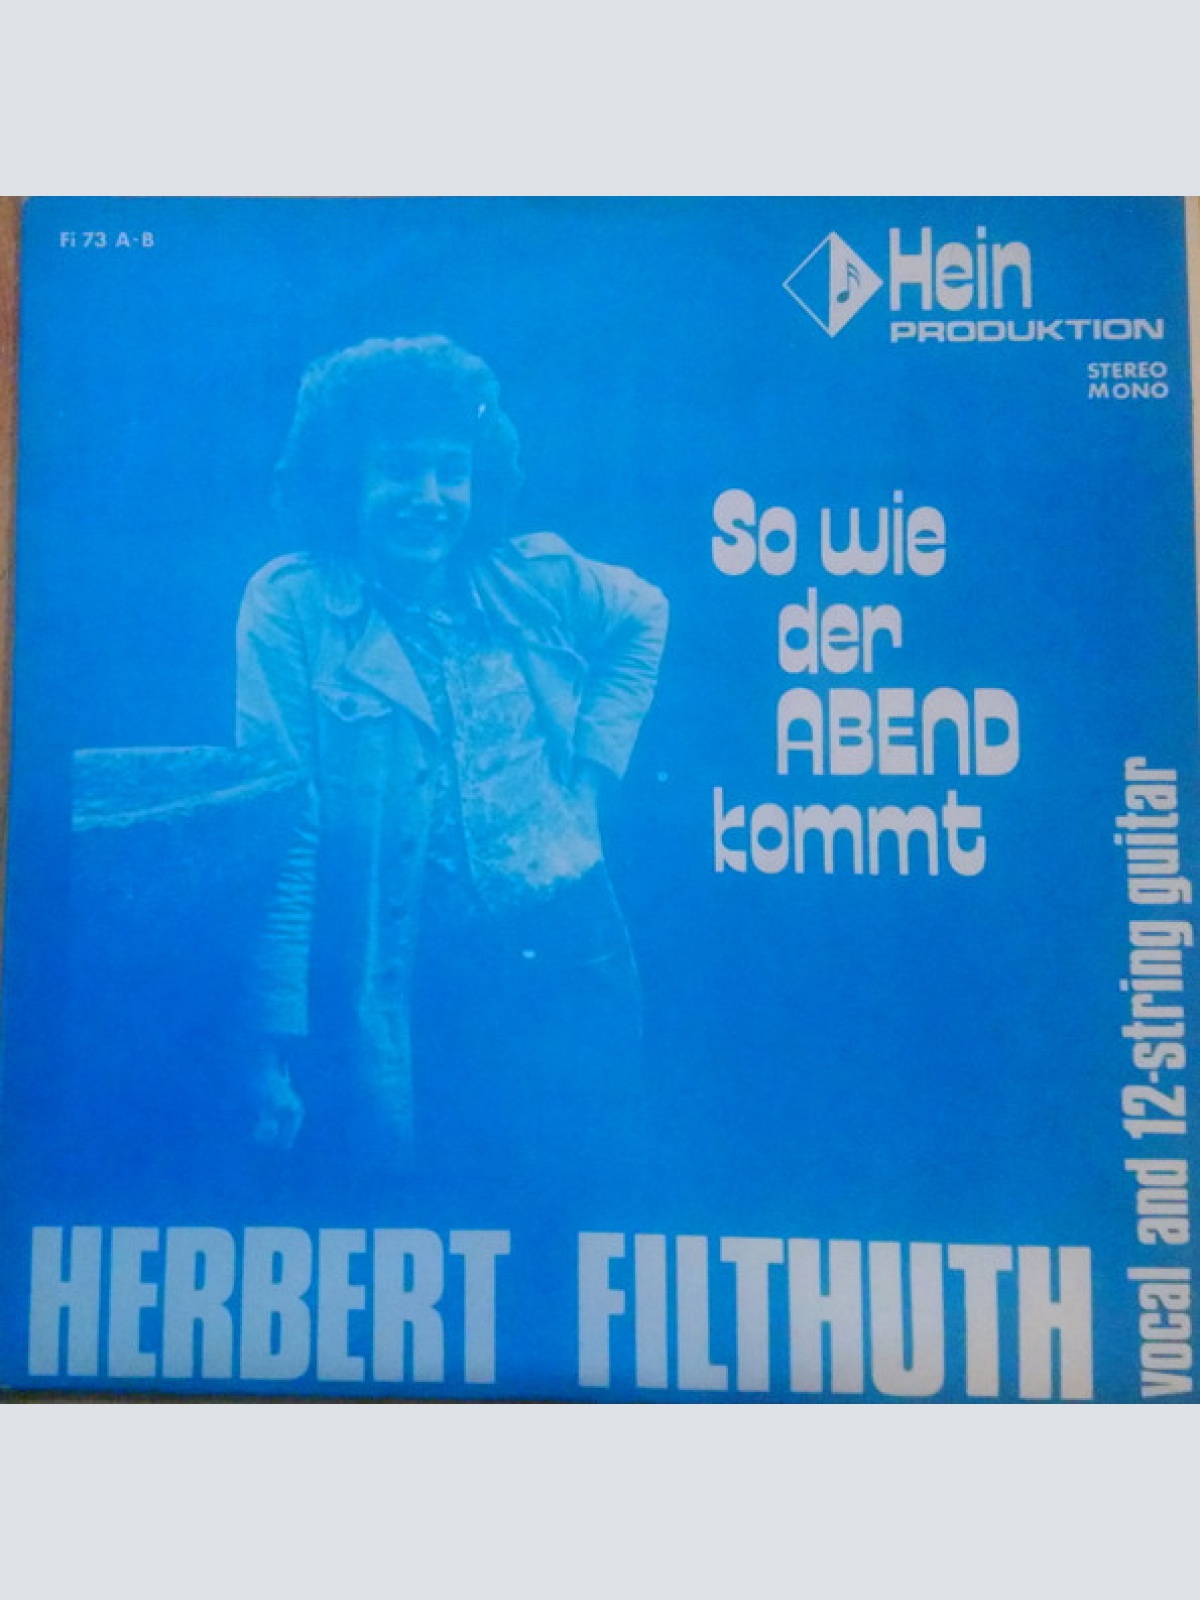 Fi 73 A-B
Hein
PRODUKTION
STEREO
MONO
So wie
der
ABEND
kommt
vocal and 12-string guitar
HERBERT FILTHUTH